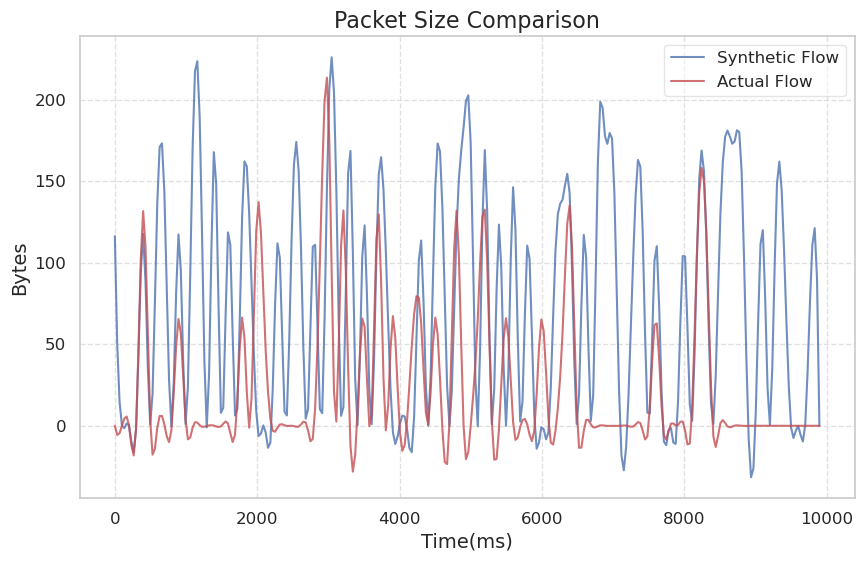 Packet Size Comparison
Synthetic Flow
Actual Flow
200
150
100
50
0
Bytes
0 2000 4000 6000 8000 10000
Time(ms)